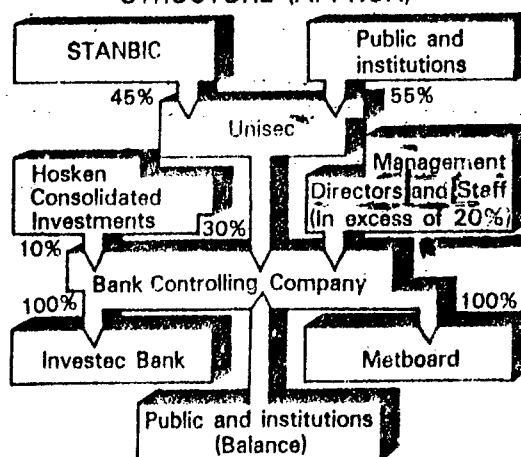 STRUCTURE (APPROX)
STANBIC
Public and
institutions
45%
55%
Unisec
Hosken
Consolidated
Investments
Management
Directors and Staff
(In excess of 20%)
30%
10%
Bank Controlling Company
100%
100%
Investec Bank
Metboard
Public and institutions
(Balance)